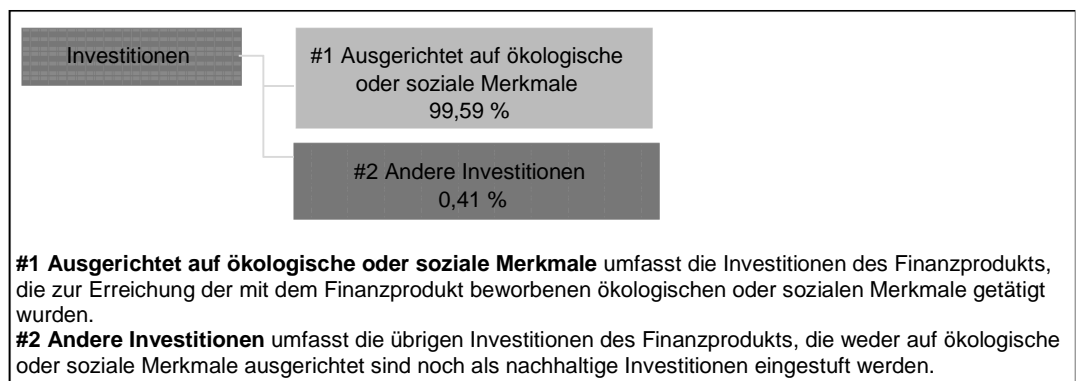 Investitionen
#1 Ausgerichtet auf ökologische
oder soziale Merkmale
99,59 %
#2 Andere Investitionen
0,41 %
#1 Ausgerichtet auf ökologische oder soziale Merkmale umfasst die Investitionen des Finanzprodukts,
die zur Erreichung der mit dem Finanzprodukt beworbenen ökologischen oder sozialen Merkmale getätigt
wurden.
#2 Andere Investitionen umfasst die übrigen Investitionen des Finanzprodukts, die weder auf ökologische
oder soziale Merkmale ausgerichtet sind noch als nachhaltige Investitionen eingestuft werden.